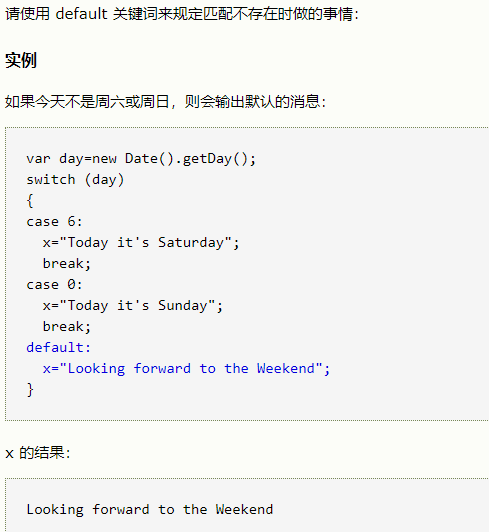 请使用 default 关键词来规定匹配不存在时做的事情：
实例
如果今天不是周六或周日，则会输出默认的消息：
var day=new Date().getDay();
switch (day)
{
case 6:
  x="Today it's Saturday";
  break;
case 0:
  x="Today it's Sunday";
  break;
default:
  x="Looking forward to the Weekend";
}
x 的结果：
Looking forward to the Weekend